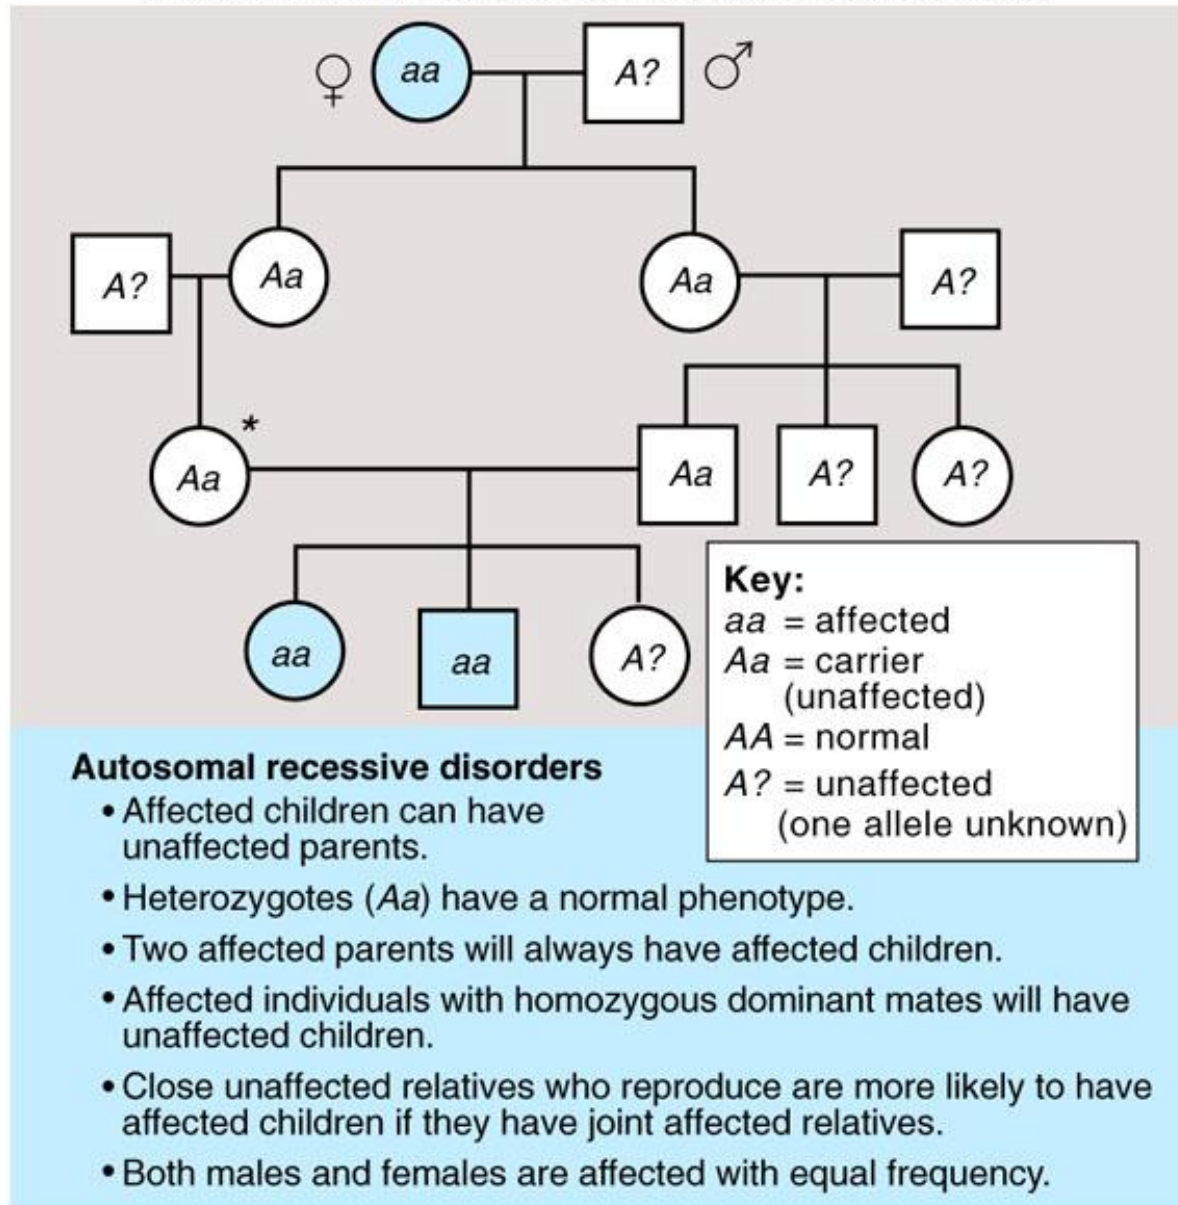 aa
A?
A?
Aa
Aa
A?
*
Aa
Aa
A?
A?
aa
aa
A?
Key:
aa = affected
Aa = carrier
(unaffected)
AA = normal
A? = unaffected
(one allele unknown)
Autosomal recessive disorders
• Affected children can have
unaffected parents.
• Heterozygotes (Aa) have a normal phenotype.
• Two affected parents will always have affected children.
• Affected individuals with homozygous dominant mates will have
unaffected children.
• Close unaffected relatives who reproduce are more likely to have
affected children if they have joint affected relatives.
• Both males and females are affected with equal frequency.